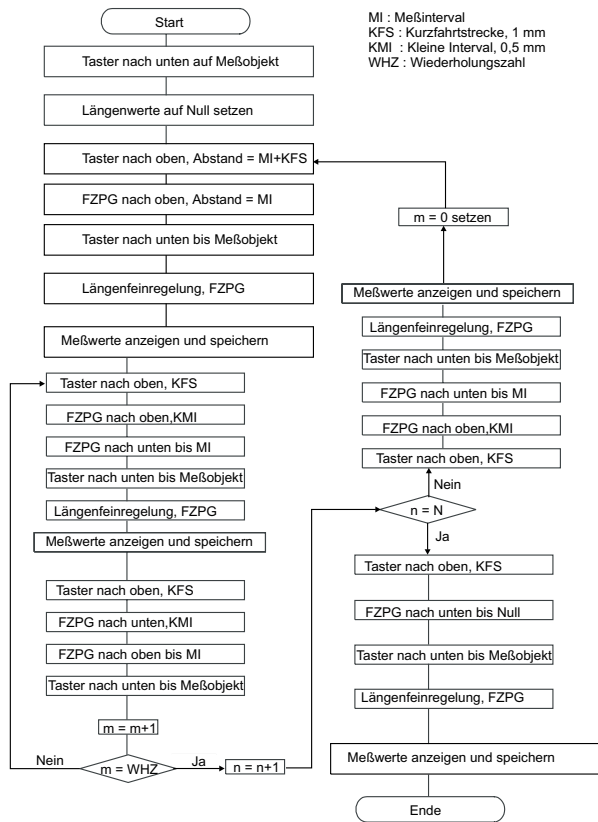 Start
MI : Meßinterval
KFS : Kurzfahrtstrecke, 1 mm
KMI : Kleine Interval, 0,5 mm
WHZ : Wiederholungszahl
Taster nach unten auf Meßobjekt
Längenwerte auf Null setzen
Taster nach oben, Abstand = MI+KFS
FZPG nach oben, Abstand = MI
Taster nach unten bis Meßobjekt
Längenfeinregelung, FZPG
Meßwerte anzeigen und speichern
Taster nach oben, KFS
FZPG nach oben,KMI
FZPG nach unten bis MI
Taster nach unten bis Meßobjekt
Längenfeinregelung, FZPG
Meßwerte anzeigen und speichern
Taster nach oben, KFS
FZPG nach unten,KMI
FZPG nach oben bis MI
Taster nach unten bis Meßobjekt
m = m+1
Nein
m = WHZ
Ja
n = n+1
m = 0 setzen
Meßwerte anzeigen und speichern
Längenfeinregelung, FZPG
Taster nach unten bis Meßobjekt
FZPG nach unten bis MI
FZPG nach oben,KMI
Taster nach oben, KFS
Nein
n = N
Ja
Taster nach oben, KFS
FZPG nach unten bis Null
Taster nach unten bis Meßobjekt
Längenfeinregelung, FZPG
Meßwerte anzeigen und speichern
Ende